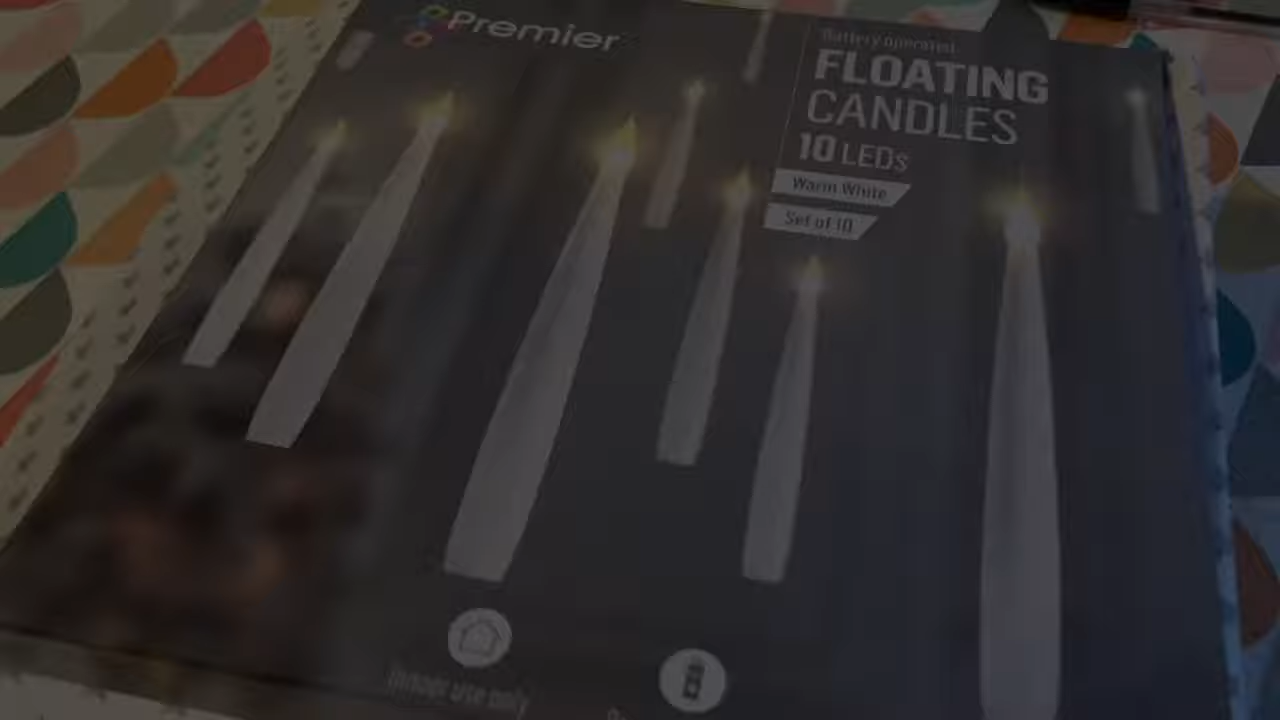 Premier
Battery operated
FLOATING
CANDLES
10 LEDs
Warm White
Set of 10
Indoor use only